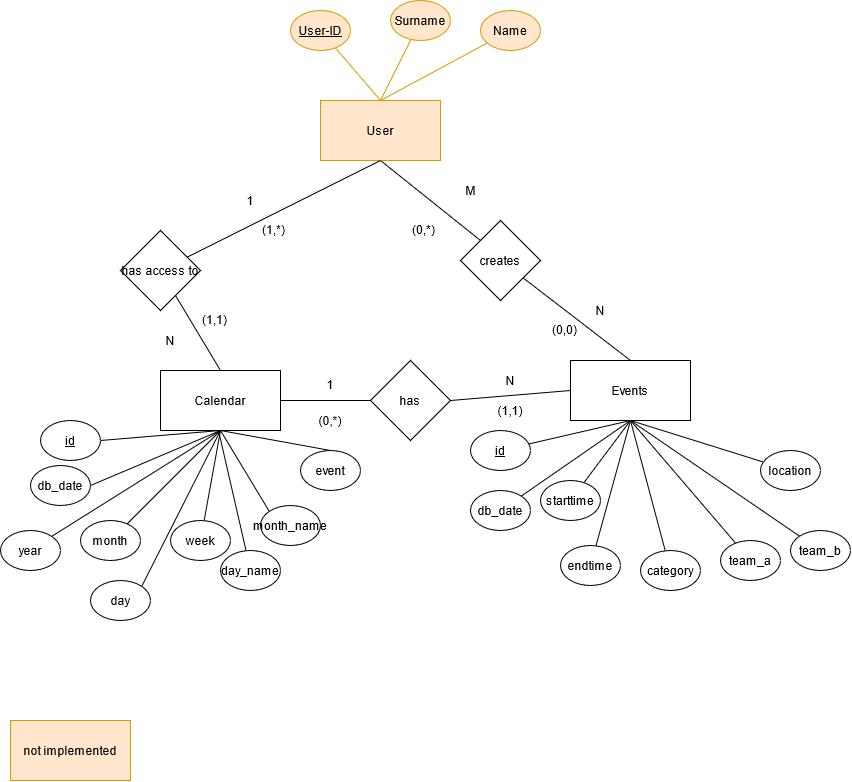 User-ID
Surname
Name
User
1
M
(1,*)
(0,*)
has access to
creates
(1,1)
N
N
(0,0)
Calendar
1
has
N
Events
(0,*)
(1,1)
id
db_date
year
month
day
week
day_name
month_name
event
id
db_date
starttime
endtime
category
team_a
team_b
location
not implemented